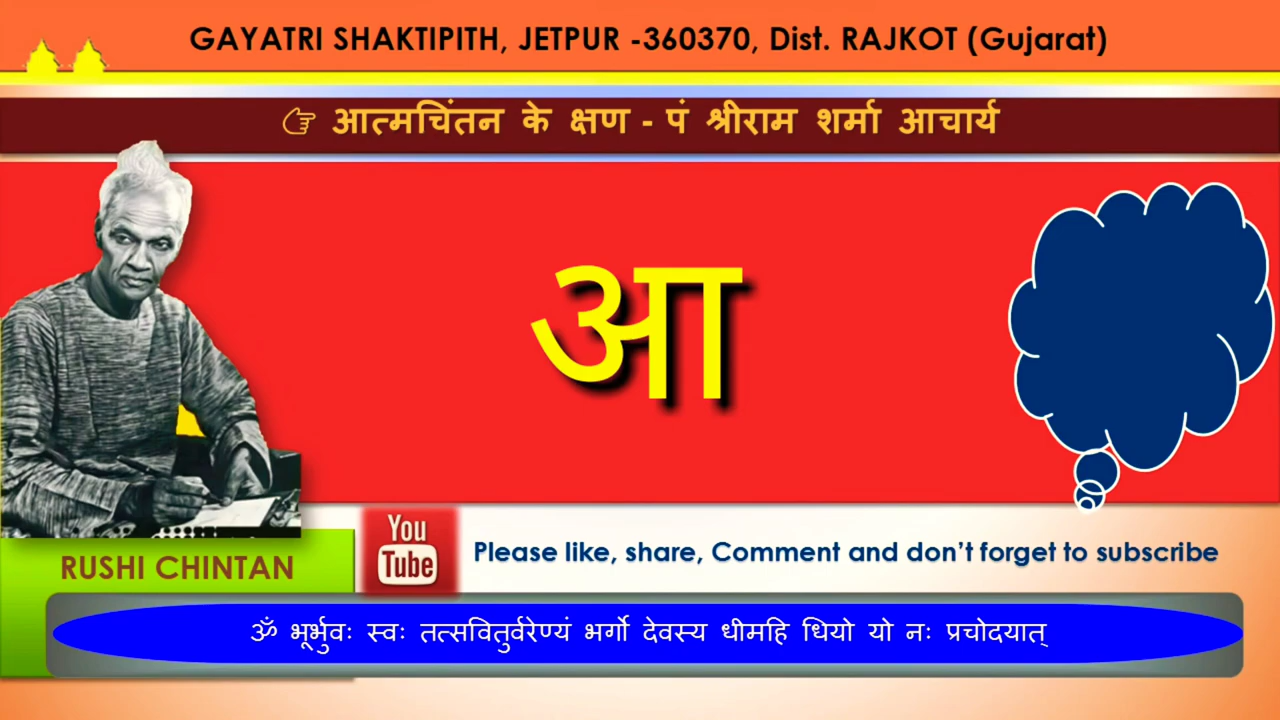 GAYATRI SHAKTIPITH, JETPUR -360370, Dist. RAJKOT (Gujarat)
👉 आत्मचिंतन के क्षण - पं श्रीराम शर्मा आचार्य
आ
You
Tube
Please like, share, Comment and don't forget to subscribe
RUSHI CHINTAN
ॐ भूर्भुवः स्वः तत्सवितुर्वरेण्यं भर्गो देवस्य धीमहि धियो यो नः प्रचोदयात्